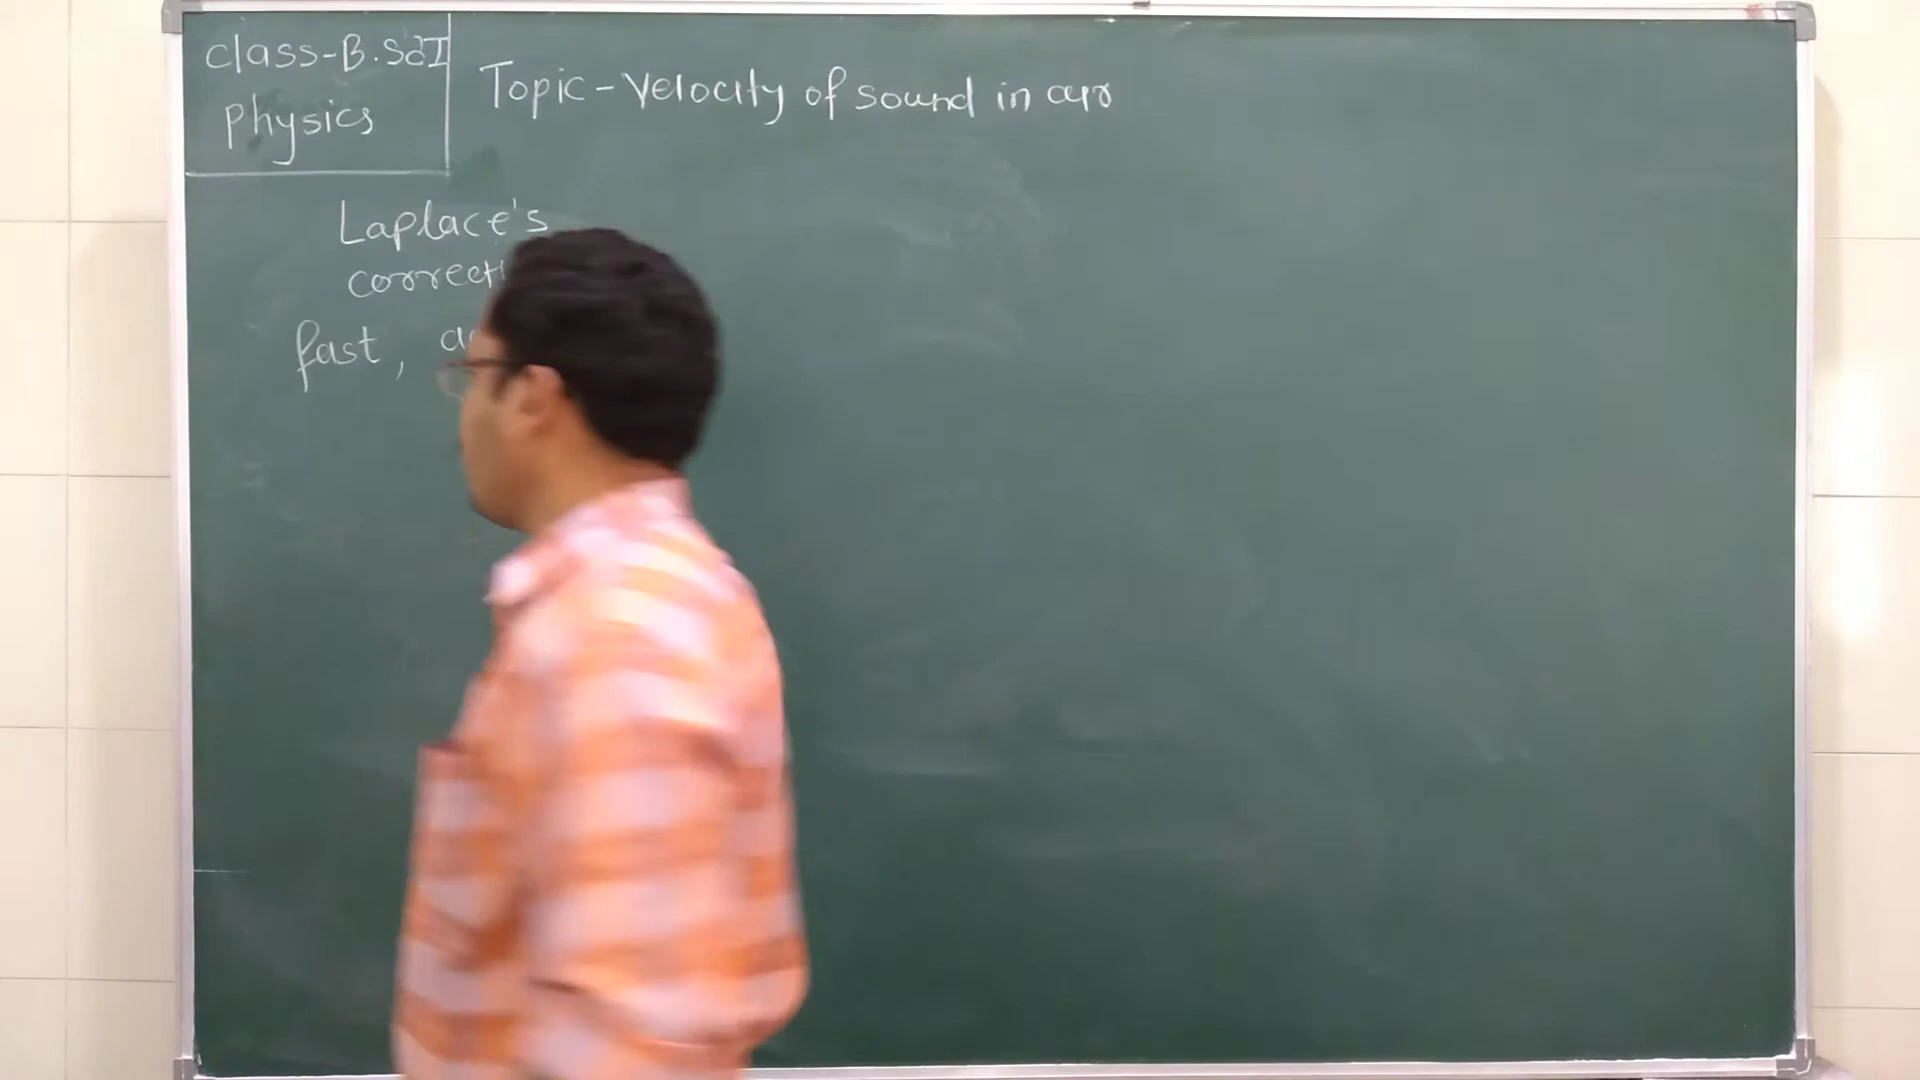 class-B.Sc I
physics
Topic-Velocity of sound in air
Laplace's
fast,